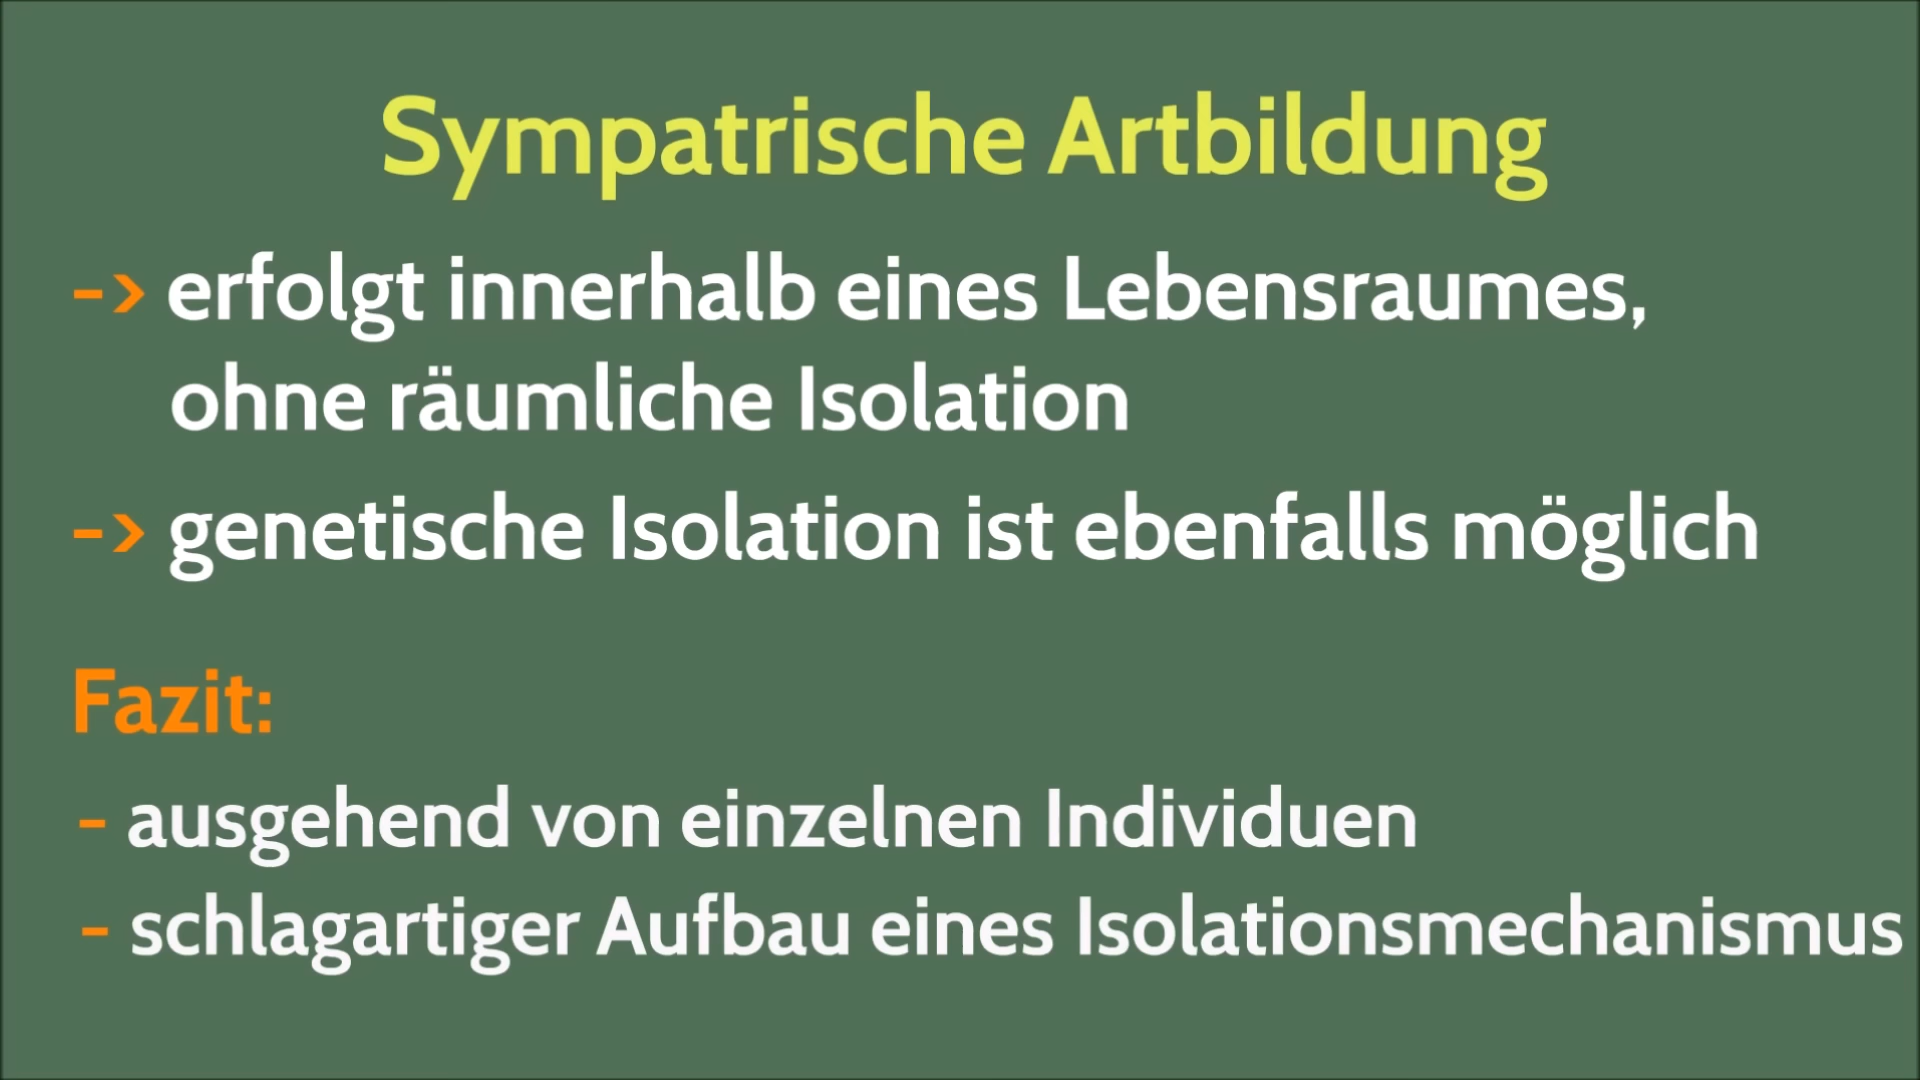 Sympatrische Artbildung
-> erfolgt innerhalb eines Lebensraumes,
ohne räumliche Isolation
-> genetische Isolation ist ebenfalls möglich
Fazit:
- ausgehend von einzelnen Individuen
- schlagartiger Aufbau eines Isolationsmechanismus